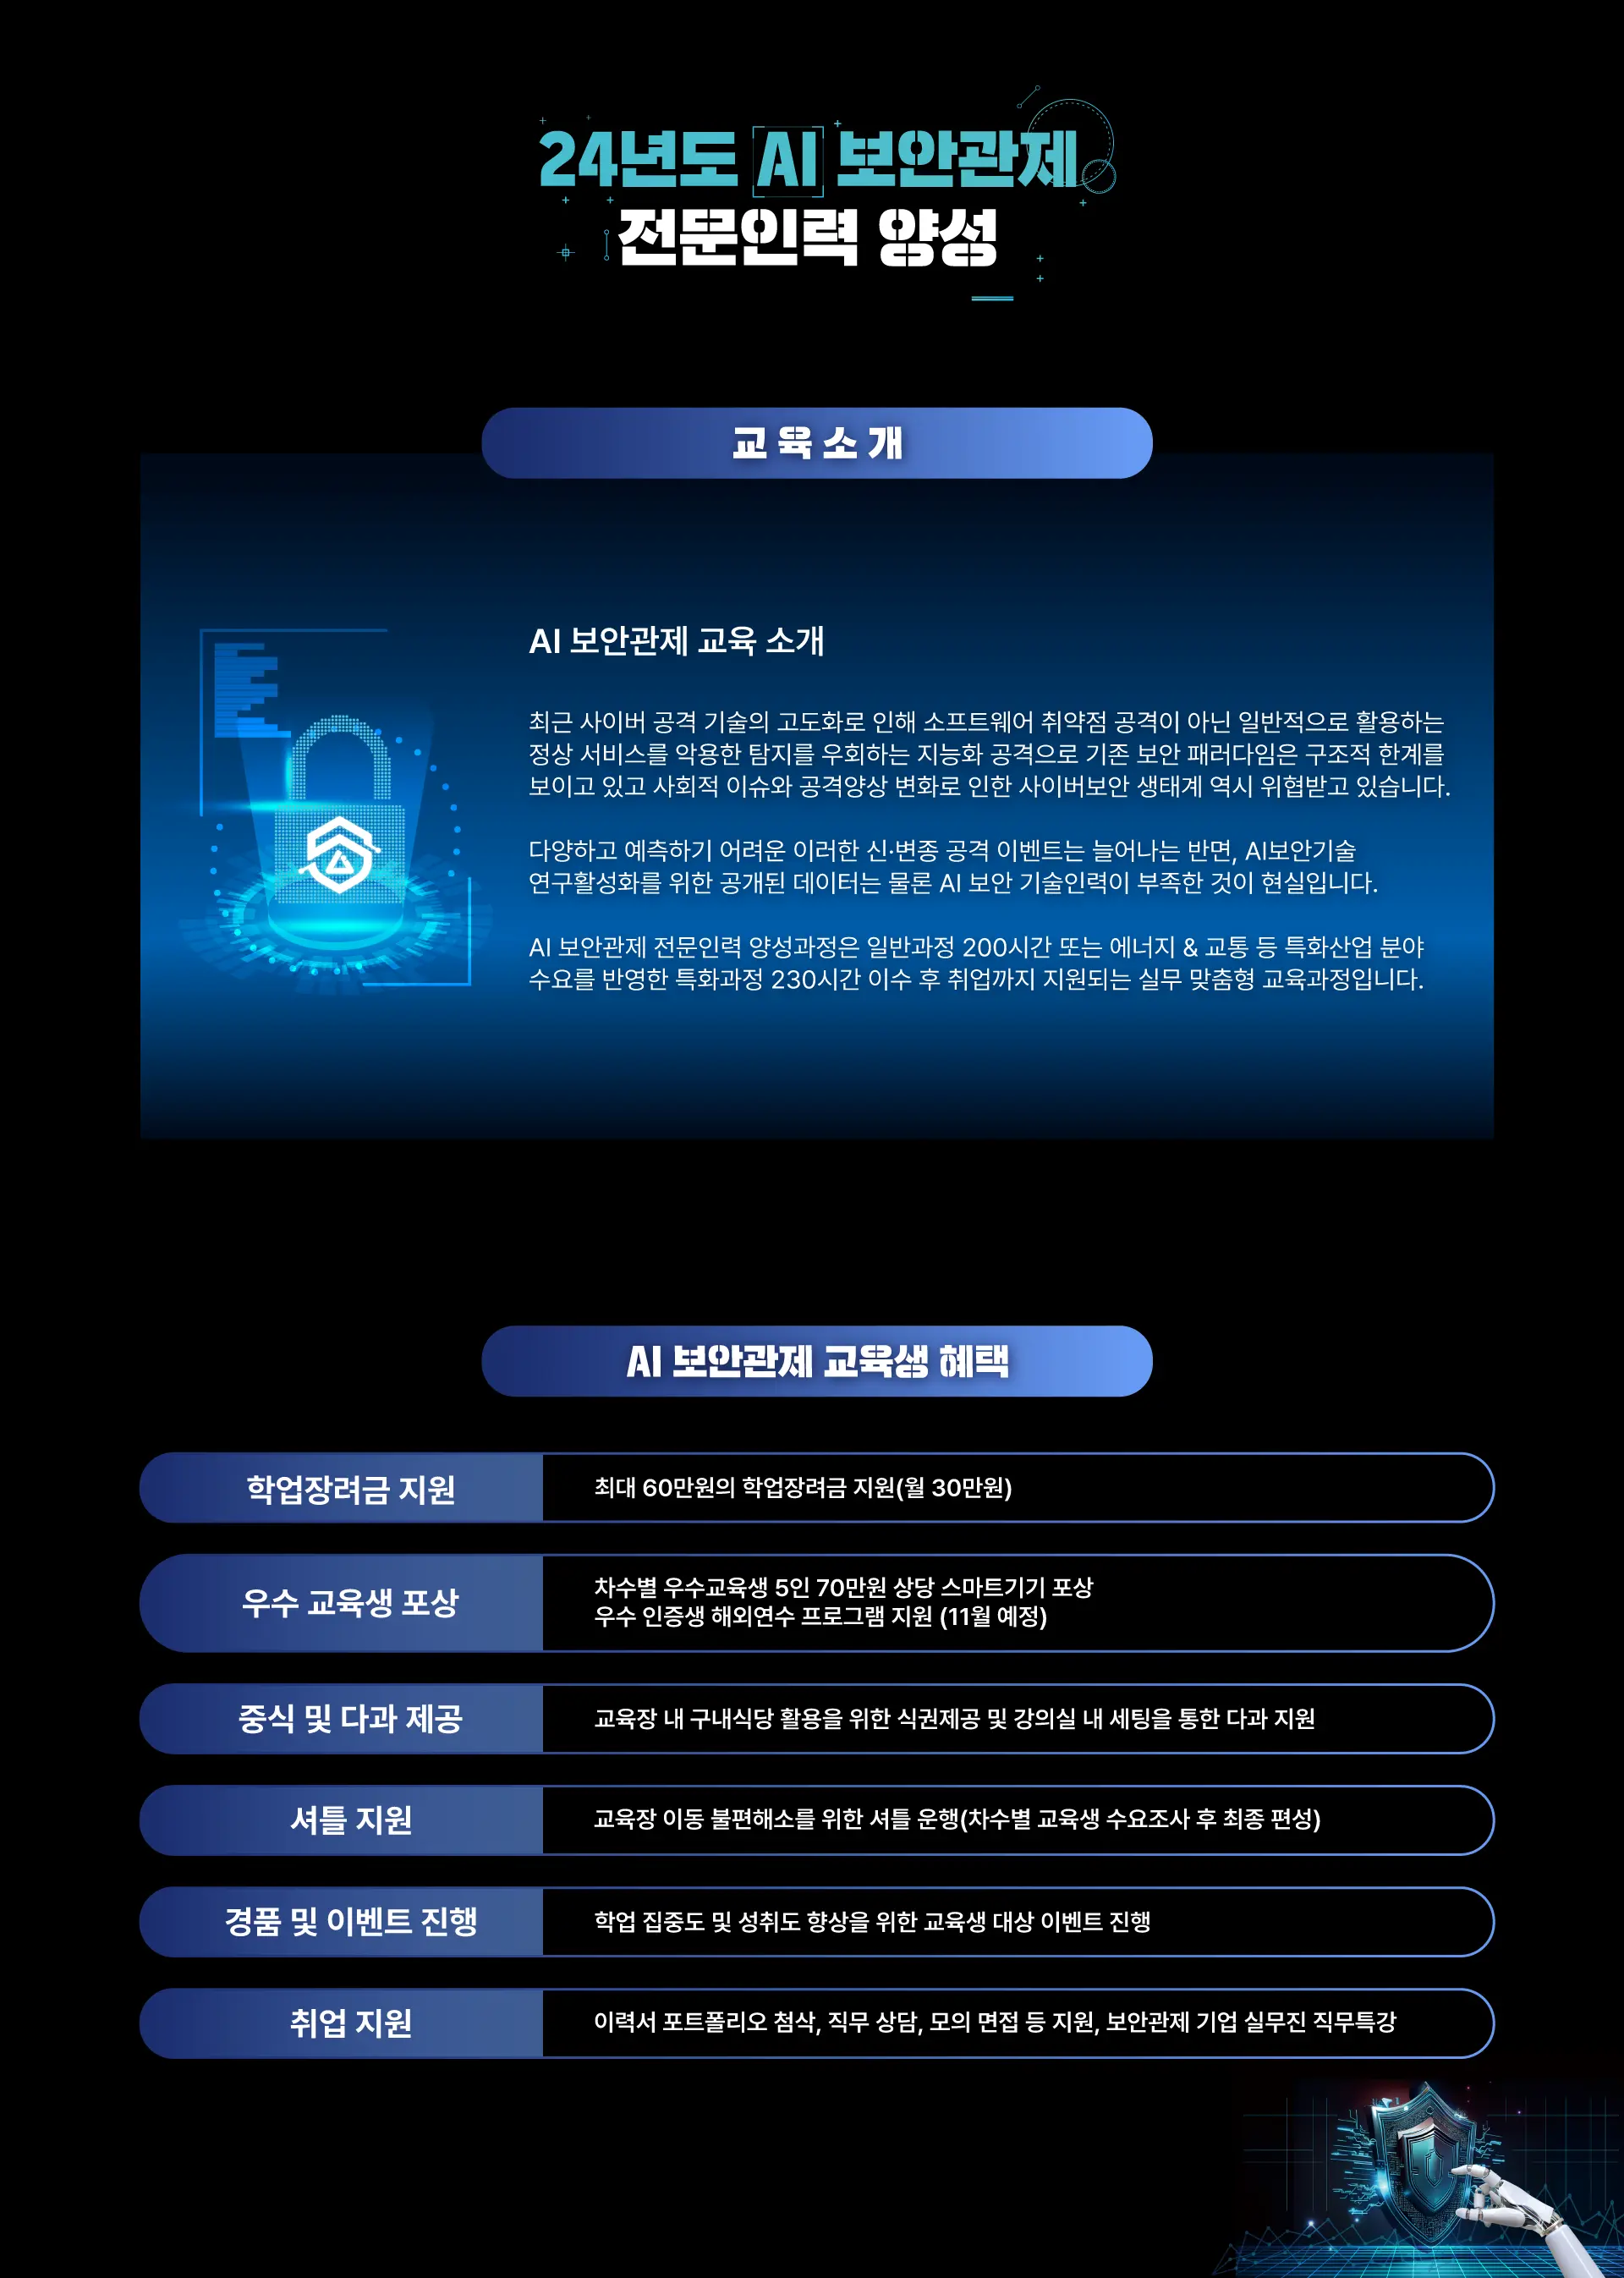 24년도 AI 보안관제
전문인력 양성
교육소개
AI 보안관제 교육 소개
최근 사이버 공격 기술의 고도화로 인해 소프트웨어 취약점 공격이 아닌 일반적으로 활용하는
정상 서비스를 악용한 탐지를 우회하는 지능화 공격으로 기존 보안 패러다임은 구조적 한계를
보이고 있고 사회적 이슈와 공격양상 변화로 인한 사이버보안 생태계 역시 위협받고 있습니다.
다양하고 예측하기 어려운 이러한 신·변종 공격 이벤트는 늘어나는 반면, AI보안기술
연구활성화를 위한 공개된 데이터는 물론 AI 보안 기술인력이 부족한 것이 현실입니다.
AI 보안관제 전문인력 양성과정은 일반과정 200시간 또는 에너지 & 교통 등 특화산업 분야
수요를 반영한 특화과정 230시간 이수 후 취업까지 지원되는 실무 맞춤형 교육과정입니다.
AI 보안관제 교육생 혜택
학업장려금 지원
최대 60만원의 학업장려금 지원(월 30만원)
우수 교육생 포상
차수별 우수교육생 5인 70만원 상당 스마트기기 포상
우수 인증생 해외연수 프로그램 지원 (11월 예정)
중식 및 다과 제공
교육장 내 구내식당 활용을 위한 식권제공 및 강의실 내 세팅을 통한 다과 지원
셔틀 지원
교육장 이동 불편해소를 위한 셔틀 운행(차수별 교육생 수요조사 후 최종 편성)
경품 및 이벤트 진행
학업 집중도 및 성취도 향상을 위한 교육생 대상 이벤트 진행
취업 지원
이력서 포트폴리오 첨삭, 직무 상담, 모의 면접 등 지원, 보안관제 기업 실무진 직무특강